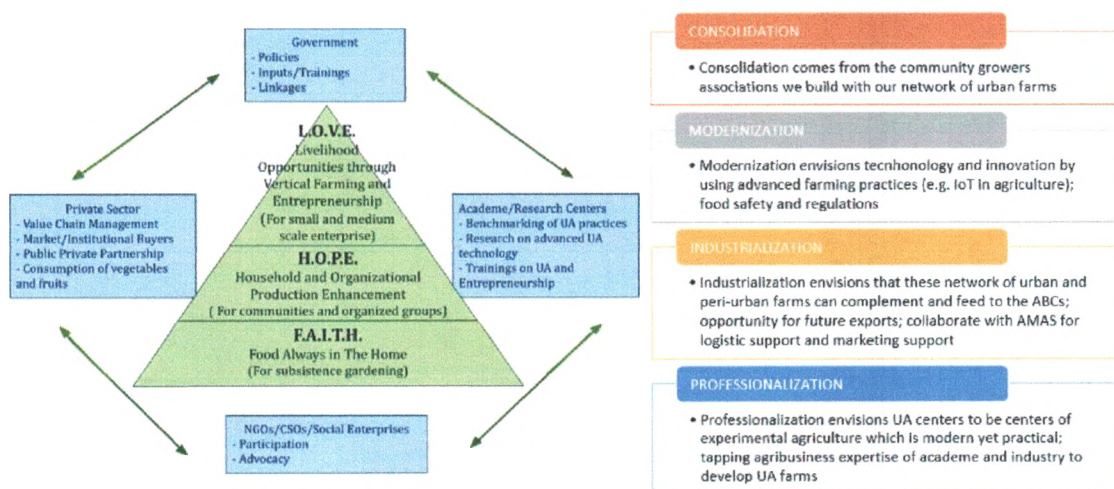 Government
- Policies
- Inputs/Trainings
- Linkages
L.O.V.E.
Livelihood
Opportunities through
Vertical Farming and
Entrepreneurship
(For small and medium
scale enterprise)
H.O.P.E.
Household and Organizational
Production Enhancement
( For communities and organized groups)
F.A.I.T.H.
Food Always in The Home
(For subsistence gardening)
Private Sector
- Value Chain Management
- Market/Institutional Buyers
- Public Private Partnership
- Consumption of vegetables
and fruits
Academe/Research Centers
- Benchmarking of UA practices
- Research on advanced UA
technology
- Trainings on UA and
Entrepreneurship
NGOs/CSOs/Social Enterprises
- Participation
- Advocacy
CONSOLIDATION
• Consolidation comes from the community growers
associations we build with our network of urban farms
MODERNIZATION
• Modernization envisions tecnhonology and innovation by
using advanced farming practices (e.g. IoT in agriculture);
food safety and regulations
INDUSTRIALIZATION
• Industrialization envisions that these network of urban and
peri-urban farms can complement and feed to the ABCs;
opportunity for future exports; collaborate with AMAS for
logistic support and marketing support
PROFESSIONALIZATION
• Professionalization envisions UA centers to be centers of
experimental agriculture which is modern yet practical;
tapping agribusiness expertise of academe and industry to
develop UA farms